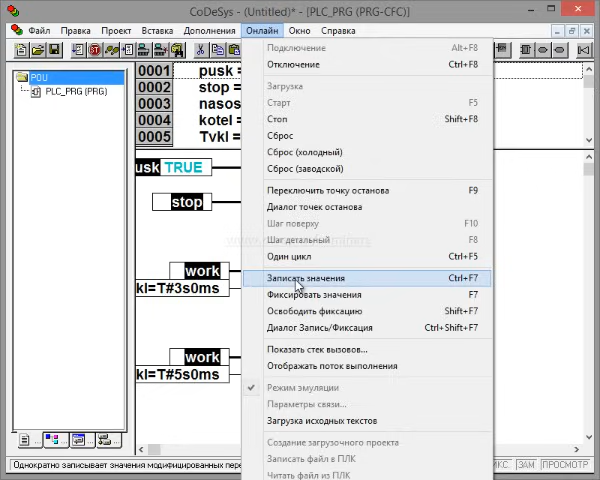 CoDeSys - (Untitled)* - [PLC_PRG (PRG-CFC)]
Файл Правка Проект Вставка Дополнения Онлайн Окно Справка
POU
PLC_PRG (PRG)
0001 pusk =
0002 stop =
0003 nasos
0004 kotel =
0005 Tvkl =
usk TRUE
stop
work
kl=T#3s0ms
work
kl=T#5s0ms
Подключение Alt+F8
Отключение Ctrl+F8
Загрузка
Старт F5
Стоп Shift+F8
Сброс
Сброс (холодный)
Сброс (заводской)
Переключить точку останова F9
Диалог точек останова
Шаг поверху F10
Шаг детальный F8
Один цикл Ctrl+F5
Записать значения Ctrl+F7
Фиксировать значения F7
Освободить фиксацию Shift+F7
Диалог Запись/Фиксация Ctrl+Shift+F7
Показать стек вызовов...
Отображать поток выполнения
Режим эмуляции
Параметры связи...
Загрузка исходных текстов
Создание загрузочного проекта
Записать файл в ПЛК
Читать файл из ПЛК
Однократно записывает значения модифицированных пере
ИКС ЗАМ ПРОСМОТР